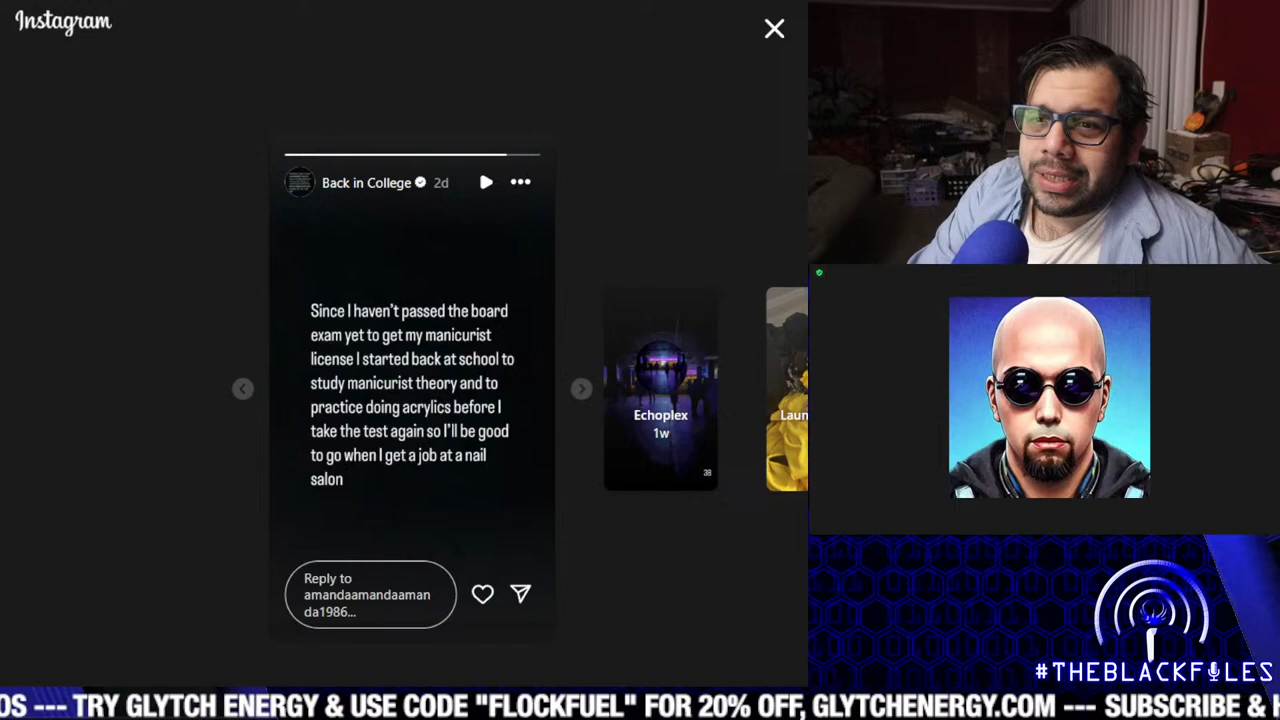 Instagram
Back in College 2d
Since I haven't passed the board
exam yet to get my manicurist
license I started back at school to
study manicurist theory and to
practice doing acrylics before I
take the test again so I'll be good
to go when I get a job at a nail
salon
Reply to
amandaamandaaaman
da1986...
Echoplex
1w
38
Laun
#THEBLACKFILES
OS --- TRY GLYTCH ENERGY & USE CODE "FLOCKFUEL" FOR 20% OFF, GLYTCHENERGY.COM --- SUBSCRIBE &